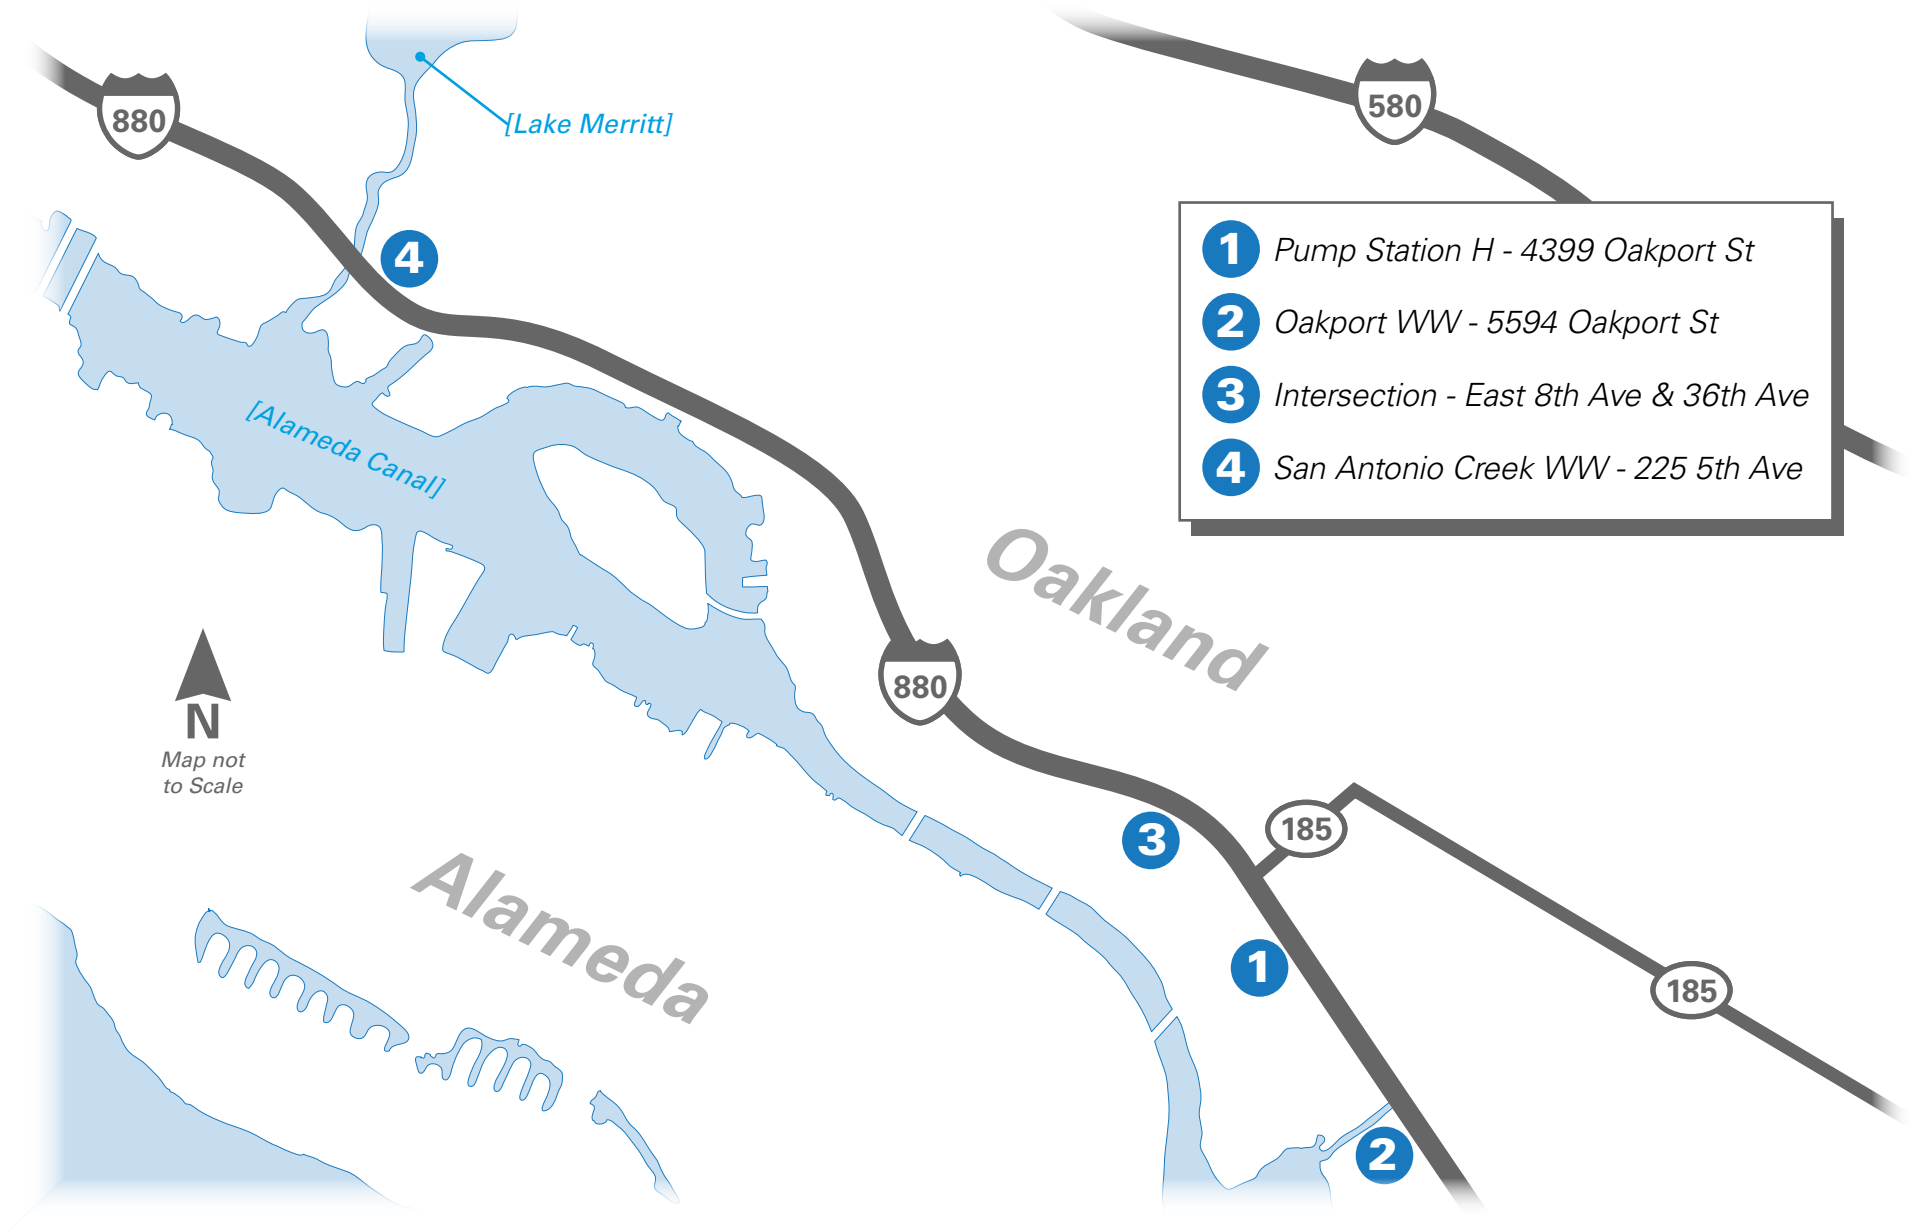 880
[Lake Merritt]
580
4
1 Pump Station H - 4399 Oakport St
2 Oakport WW - 5594 Oakport St
3 Intersection - East 8th Ave & 36th Ave
4 San Antonio Creek WW - 225 5th Ave
[Alameda Canal]
Oakland
880
N
Map not
to Scale
3
185
Alameda
1
185
2